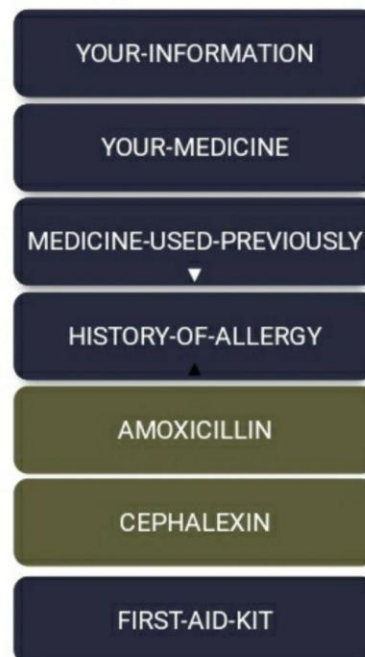 YOUR-INFORMATION
YOUR-MEDICINE
MEDICINE-USED-PREVIOUSLY
HISTORY-OF-ALLERGY
AMOXICILLIN
CEPHALEXIN
FIRST-AID-KIT